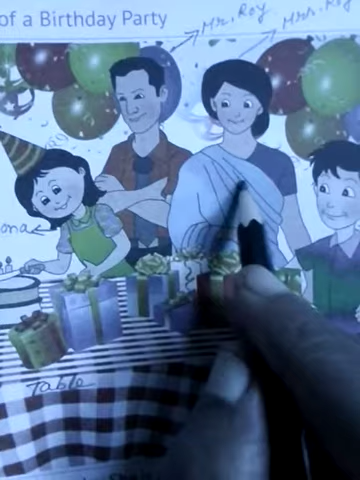 of a Birthday Party
Mr. Roy
Mrs. Roy
ona
Table